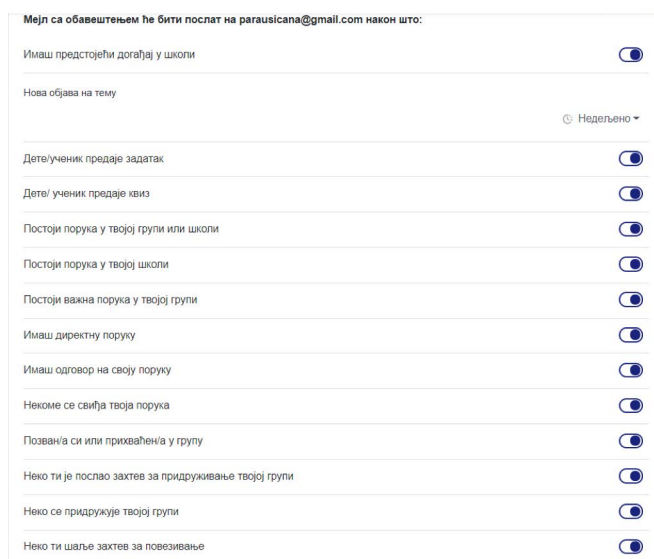 Мејл са обавештењем ће бити послат на parausicana@gmail.com након што:
Имаш предстојећи догађај у школи
Нова објава на тему
Недељено
Дете/ученик предаје задатак
Дете/ ученик предаје квиз
Постоји порука у твојој групи или школи
Постоји порука у твојој школи
Постоји важна порука у твојој групи
Имаш директну поруку
Имаш одговор на своју поруку
Некоме се свиђа твоја порука
Позван/а си или прихваћен/а у групу
Неко ти је послао захтев за придруживање твојој групи
Неко се придружује твојој групи
Неко ти шаље захтев за повезивање